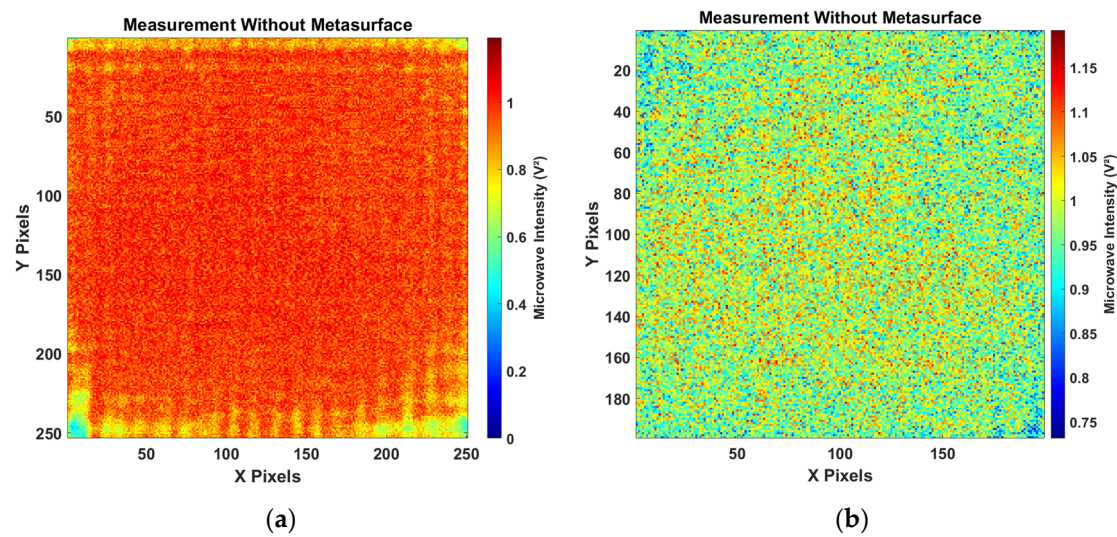 Measurement Without Metasurface
50
100
150
200
250
50 100 150 200 250
Y Pixels
X Pixels
1
0.8
0.6
0.4
0.2
0
Microwave Intensity (V²)
(a)
Measurement Without Metasurface
20
40
60
80
100
120
140
160
180
50 100 150
Y Pixels
X Pixels
1.15
1.1
1.05
1
0.95
0.9
0.85
0.8
0.75
Microwave Intensity (V²)
(b)